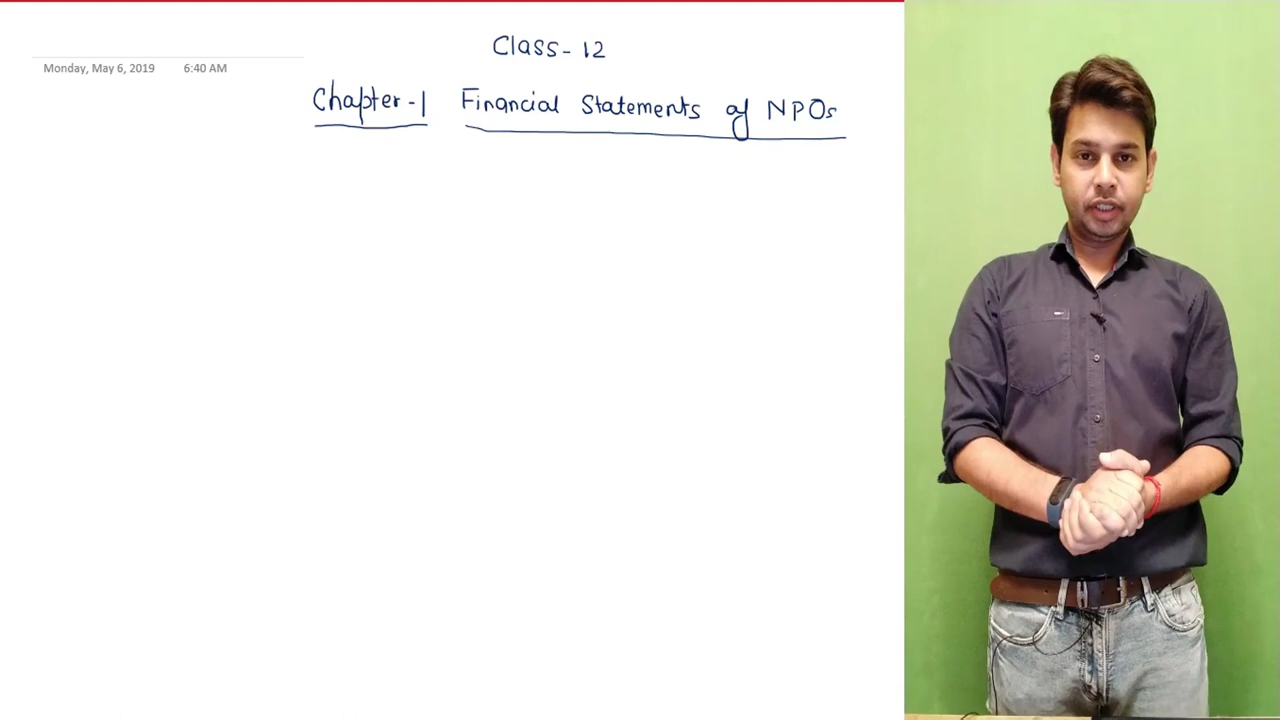 Class - 12
Monday, May 6, 2019 6:40 AM
Chapter - 1 Financial Statements of NPOs